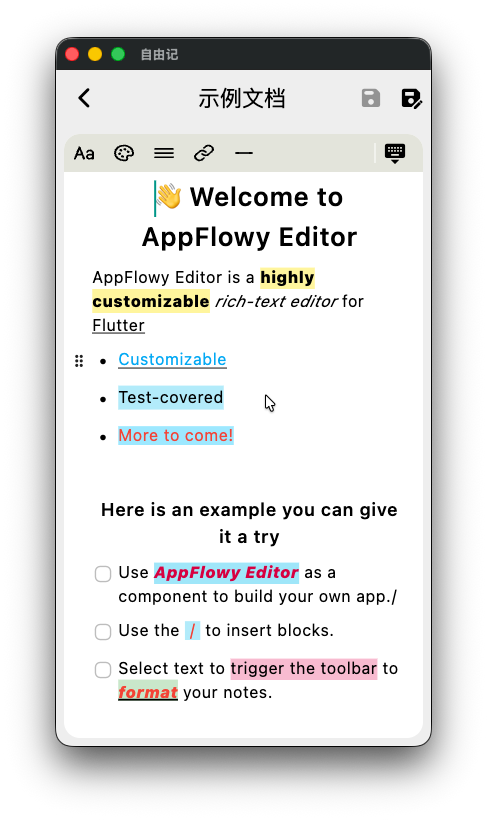 自由记
示例文档
Aa
👋 Welcome to
AppFlowy Editor
AppFlowy Editor is a highly
customizable rich-text editor for
Flutter
• Customizable
• Test-covered
• More to come!
Here is an example you can give
it a try
Use AppFlowy Editor as a
component to build your own app./
Use the / to insert blocks.
Select text to trigger the toolbar to
format your notes.